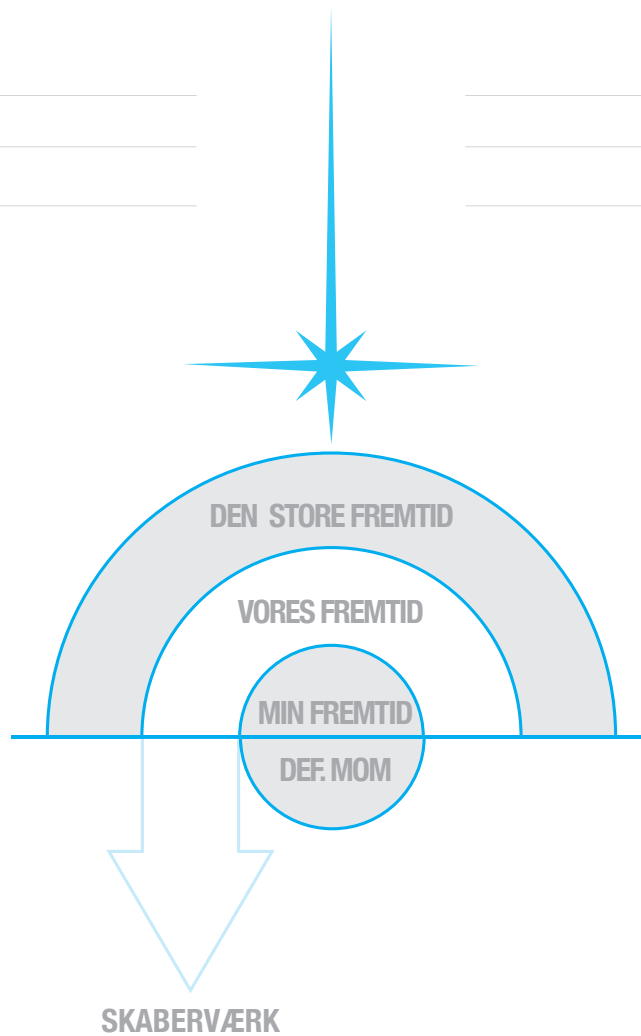 DEN STORE FREMTID
VORES FREMTID
MIN FREMTID
DEF. MOM
SKABERVÆRK